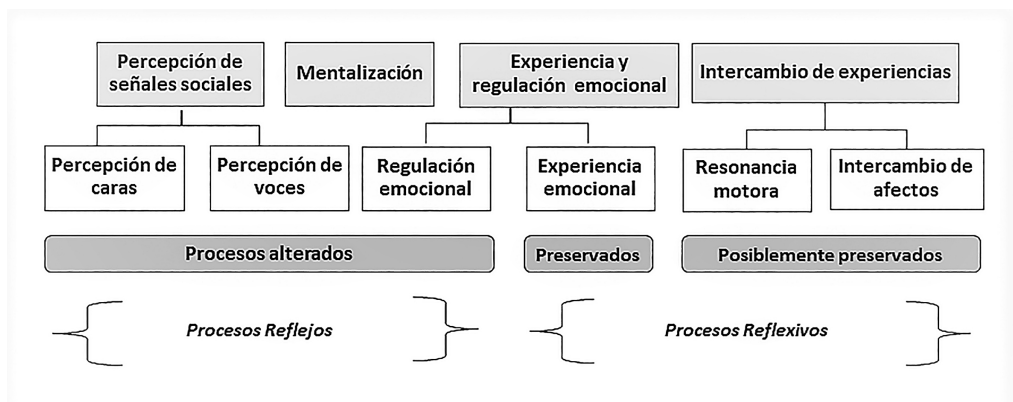 Percepción de
señales sociales
Mentalización
Experiencia y
regulación emocional
Intercambio de experiencias
Percepción de
caras
Percepción de
voces
Regulación
emocional
Experiencia
emocional
Resonancia
motora
Intercambio de
afectos
Procesos alterados
Preservados
Posiblemente preservados
Procesos Reflejos
Procesos Reflexivos